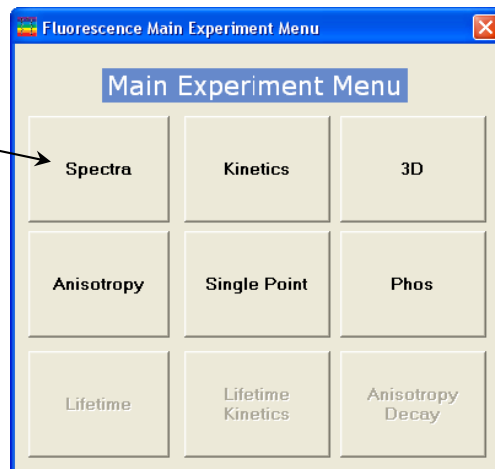 Fluorescence Main Experiment Menu
Main Experiment Menu
Spectra Kinetics 3D
Anisotropy Single Point Phos
Lifetime Lifetime Kinetics Anisotropy Decay